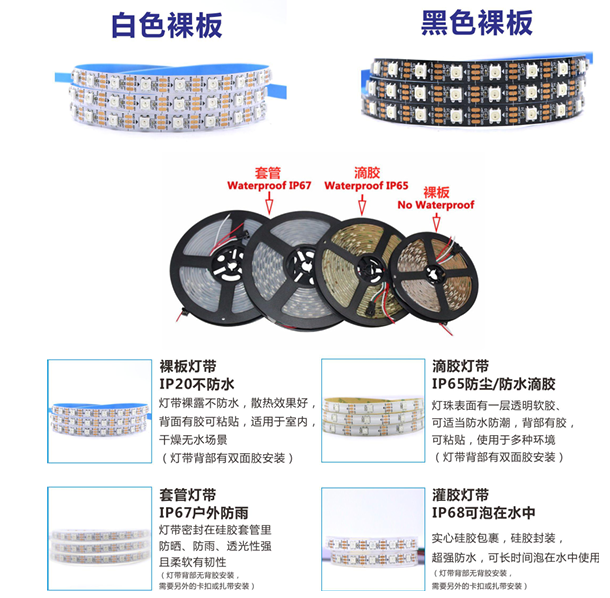 白色裸板
黑色裸板
套管
Waterproof IP67
滴胶
Waterproof IP65
裸板
No Waterproof
裸板灯带
IP20不防水
灯带裸露不防水，散热效果好，
背面有胶可粘贴，适用于室内，
干燥无水场景
（灯带背部有双面胶安装）
滴胶灯带
IP65防尘/防水滴胶
灯珠表面有一层透明软胶、
可适当防水防潮，背部有胶，
可粘贴，使用于多种环境
（灯带背部有双面胶安装）
套管灯带
IP67户外防雨
灯带密封在硅胶套管里
防晒、防雨、透光性强
且柔软有韧性
（灯带背部无背胶安装，
需要另外的卡扣或扎带安装）
灌胶灯带
IP68可泡在水中
实心硅胶包裹，硅胶封装，
超强防水，可长时间泡在水中使用
（灯带背部无背胶安装，
需要另外的卡扣或扎带安装）